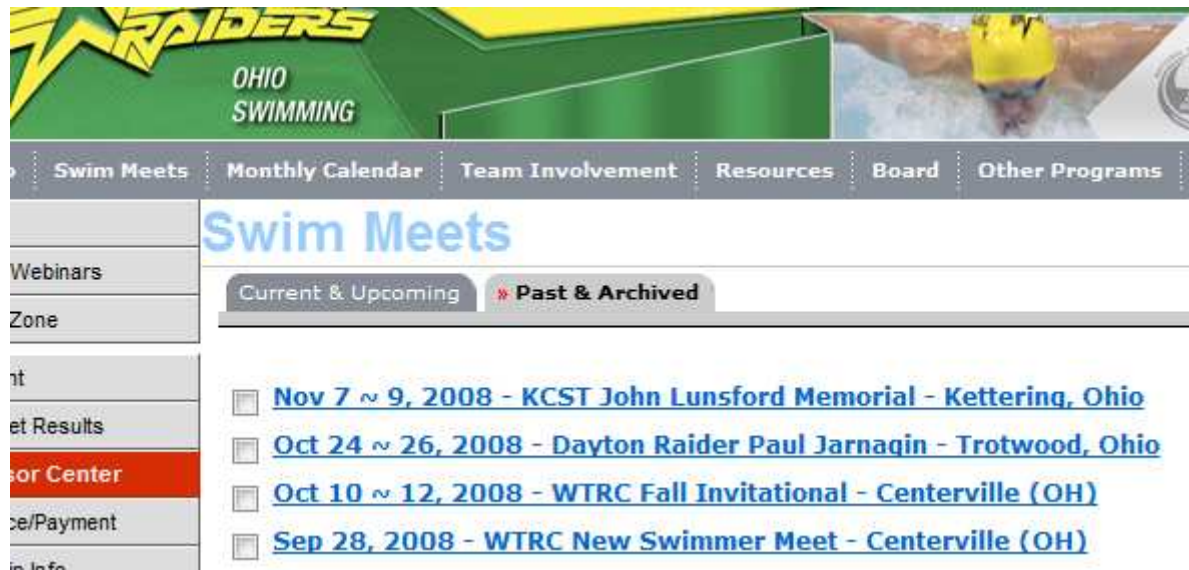 RAIDERS
OHIO
SWIMMING
Swim Meets Monthly Calendar Team Involvement Resources Board Other Programs
Swim Meets
Webinars
Current & Upcoming » Past & Archived
Zone
Nov 7 ~ 9, 2008 - KCST John Lunsford Memorial - Kettering, Ohio
et Results
Oct 24 ~ 26, 2008 - Dayton Raider Paul Jarnagin - Trotwood, Ohio
sor Center
Oct 10 ~ 12, 2008 - WTRC Fall Invitational - Centerville (OH)
ce/Payment
Sep 28, 2008 - WTRC New Swimmer Meet - Centerville (OH)